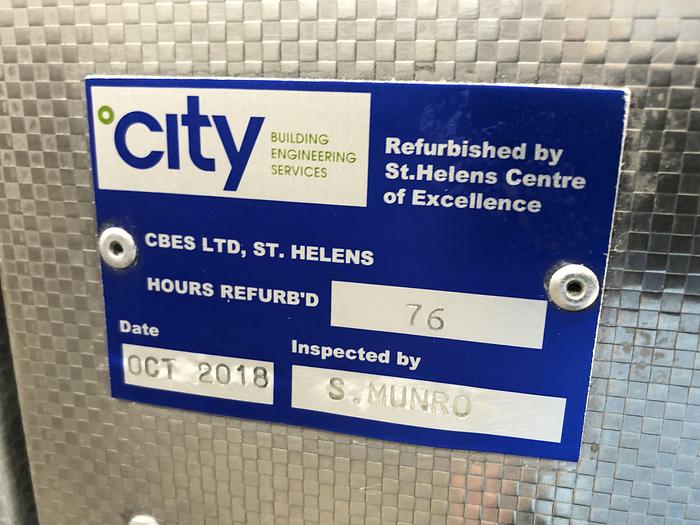 °city
BUILDING
ENGINEERING
SERVICES
Refurbished by
St.Helens Centre
of Excellence
CBES LTD, ST. HELENS
HOURS REFURB'D
76
Date
OCT 2018
Inspected by
S.MUNRO